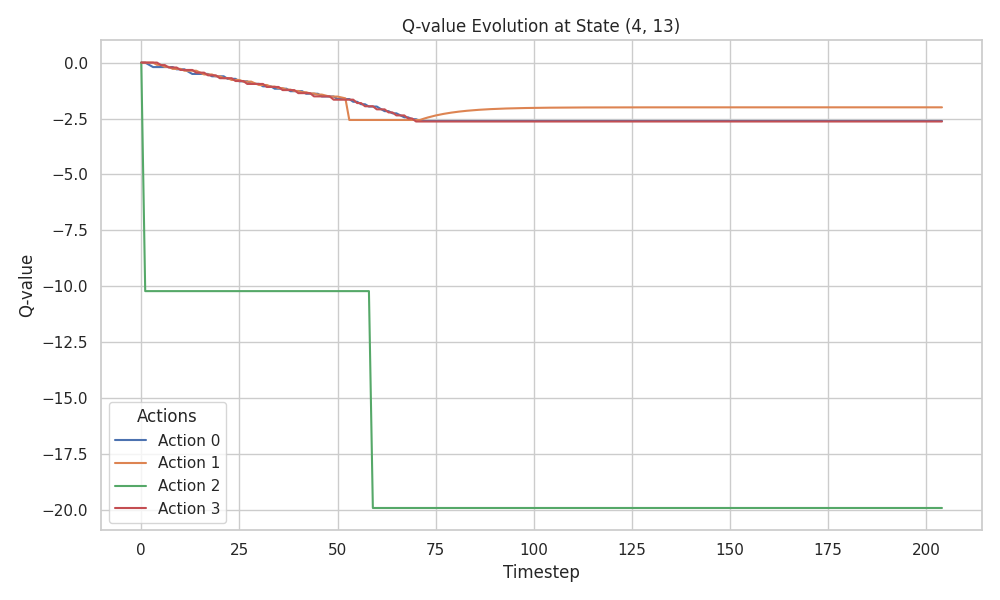 Q-value Evolution at State (4, 13)
Q-value
0.0
−2.5
−5.0
−7.5
−10.0
−12.5
−15.0
−17.5
−20.0
Actions
Action 0
Action 1
Action 2
Action 3
0 25 50 75 100 125 150 175 200
Timestep